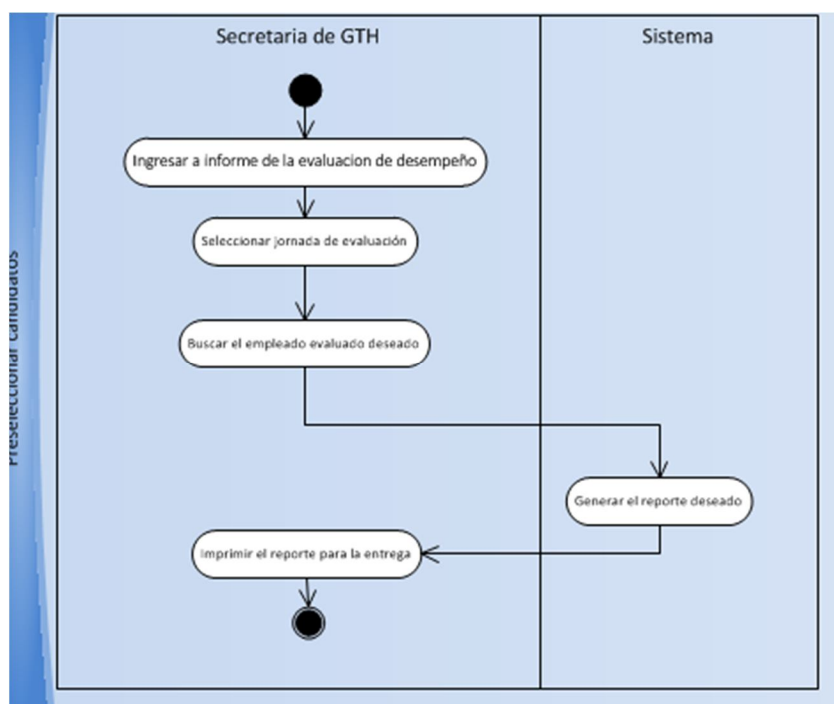 Secretaria de GTH
Sistema
Ingresar a informe de la evaluacion de desempeño
Seleccionar jornada de evaluación
Buscar el empleado evaluado deseado
Generar el reporte deseado
Imprimir el reporte para la entrega
Preseleccionar candidatos